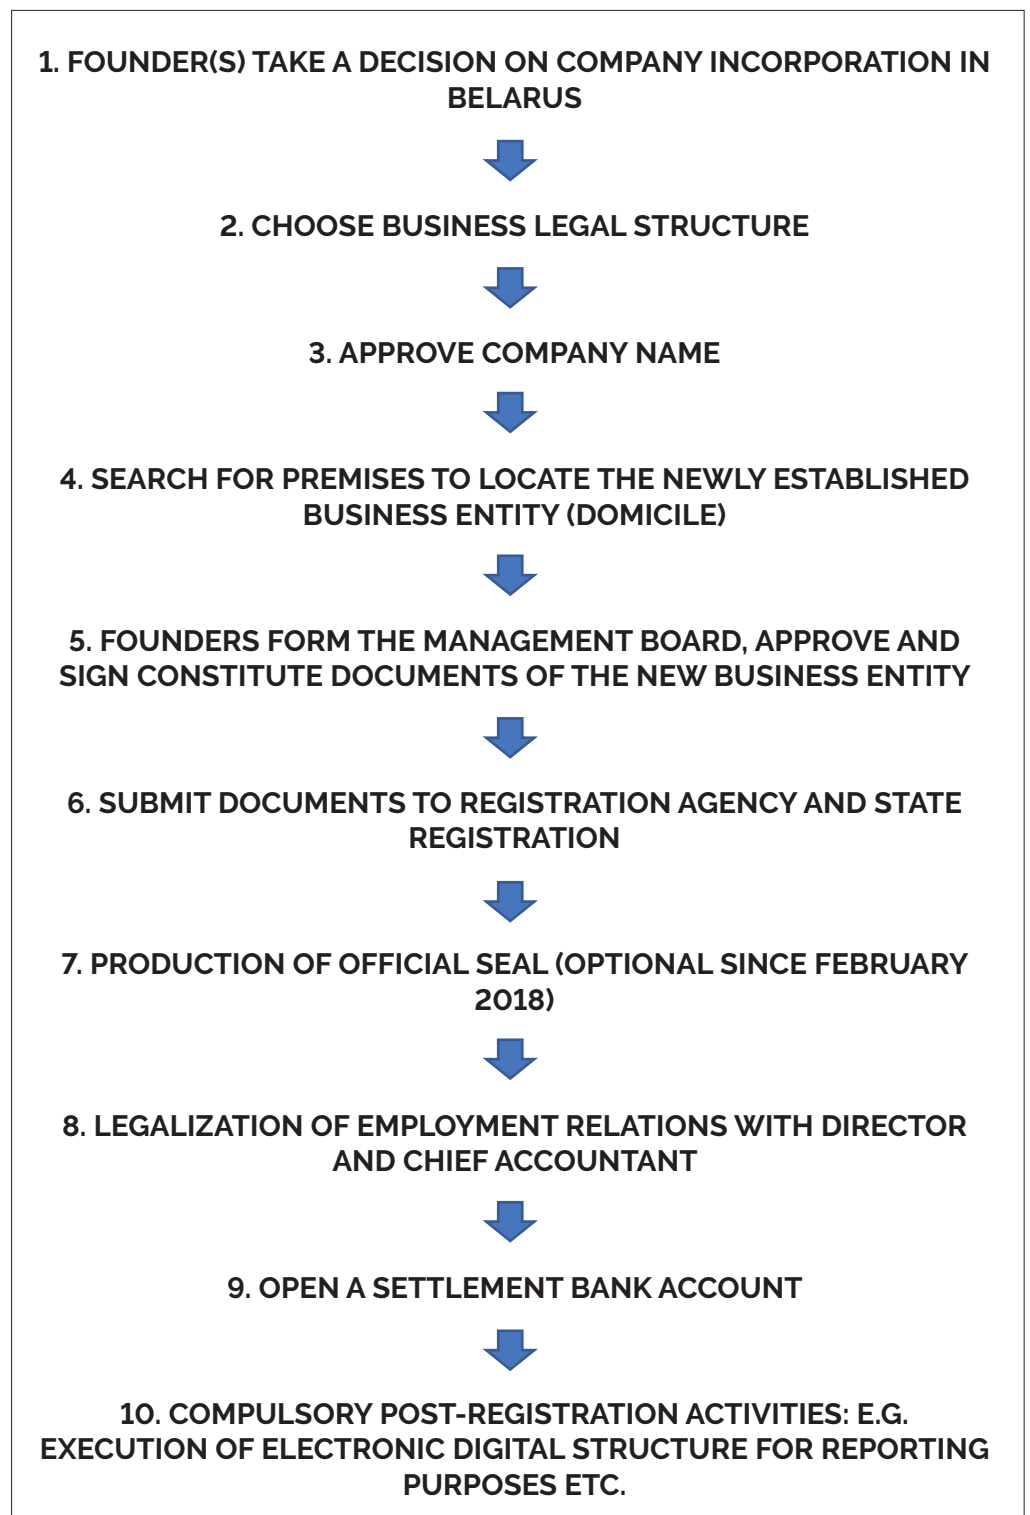 1. FOUNDER(S) TAKE A DECISION ON COMPANY INCORPORATION IN
BELARUS
2. CHOOSE BUSINESS LEGAL STRUCTURE
3. APPROVE COMPANY NAME
4. SEARCH FOR PREMISES TO LOCATE THE NEWLY ESTABLISHED
BUSINESS ENTITY (DOMICILE)
5. FOUNDERS FORM THE MANAGEMENT BOARD, APPROVE AND
SIGN CONSTITUTE DOCUMENTS OF THE NEW BUSINESS ENTITY
6. SUBMIT DOCUMENTS TO REGISTRATION AGENCY AND STATE
REGISTRATION
7. PRODUCTION OF OFFICIAL SEAL (OPTIONAL SINCE FEBRUARY
2018)
8. LEGALIZATION OF EMPLOYMENT RELATIONS WITH DIRECTOR
AND CHIEF ACCOUNTANT
9. OPEN A SETTLEMENT BANK ACCOUNT
10. COMPULSORY POST-REGISTRATION ACTIVITIES: E.G.
EXECUTION OF ELECTRONIC DIGITAL STRUCTURE FOR REPORTING
PURPOSES ETC.